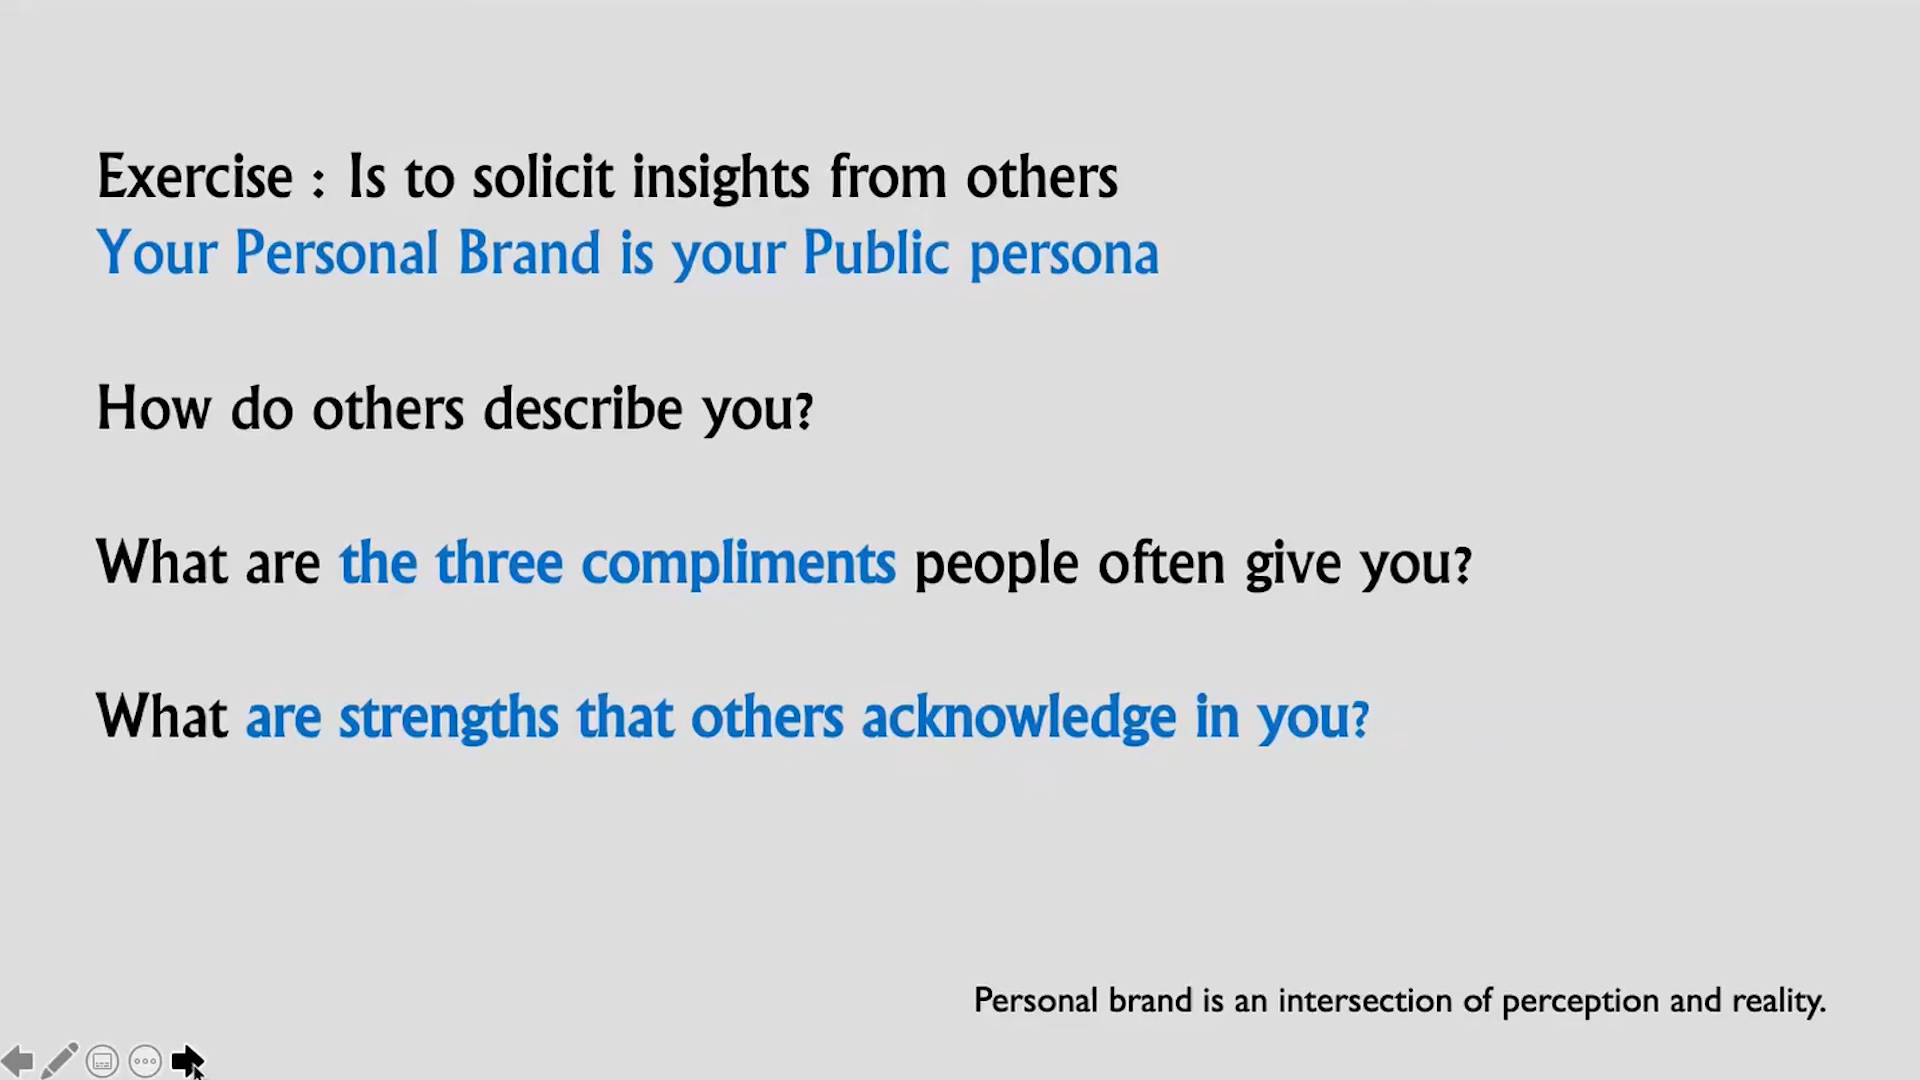 Exercise : Is to solicit insights from others
Your Personal Brand is your Public persona
How do others describe you?
What are the three compliments people often give you?
What are strengths that others acknowledge in you?
Personal brand is an intersection of perception and reality.